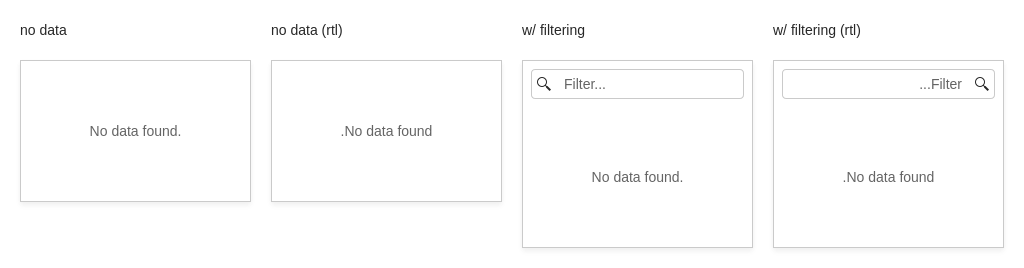 no data
No data found.
no data (rtl)
.No data found
w/ filtering
Filter...
No data found.
w/ filtering (rtl)
...Filter
.No data found